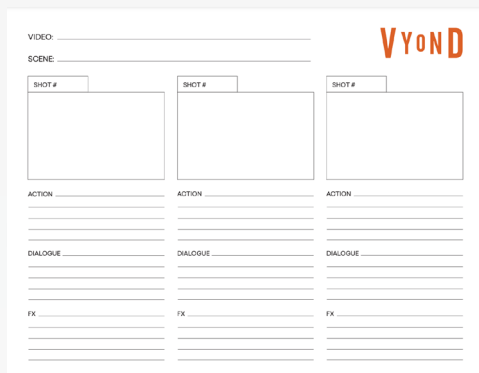 VIDEO:
VYOND
SCENE:
SHOT # SHOT # SHOT #
ACTION ACTION ACTION
DIALOGUE DIALOGUE DIALOGUE
FX FX FX